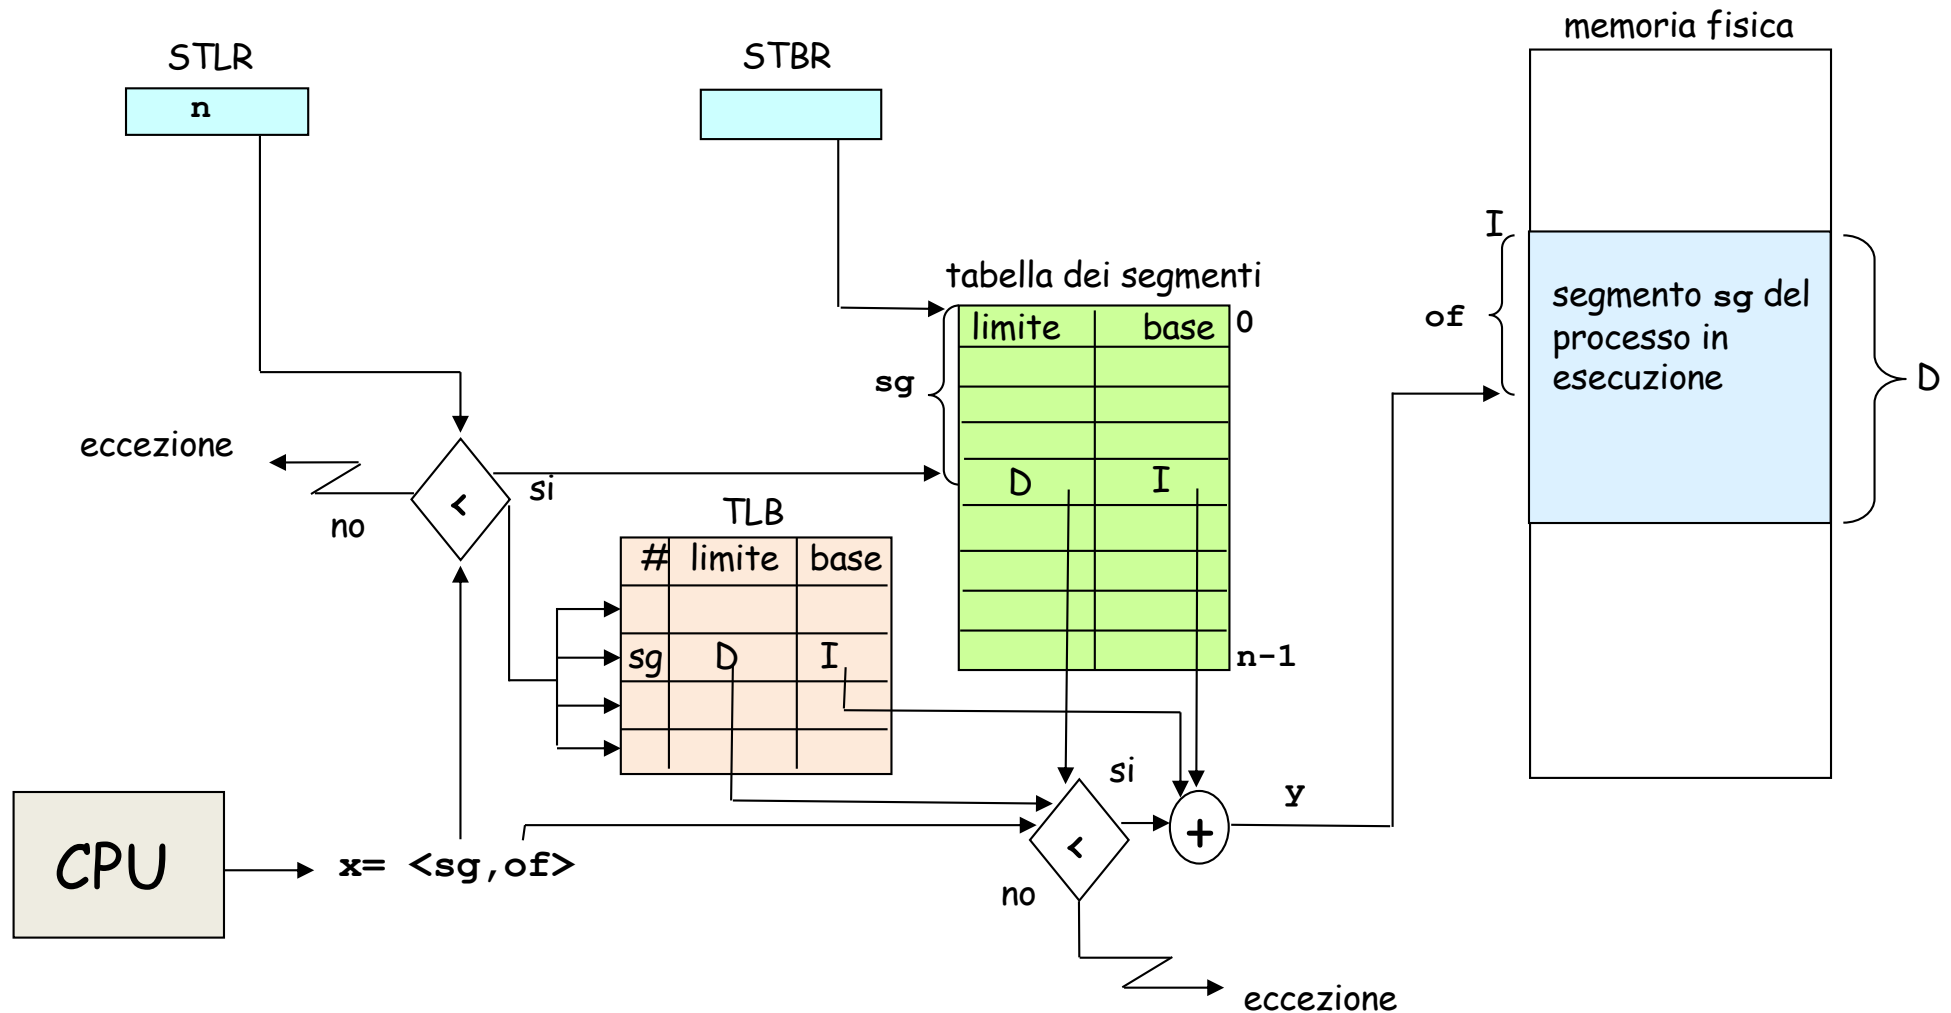 memoria fisica
STLR
STBR
n
I
tabella dei segmenti
limite base 0
of
segmento sg del
processo in
esecuzione
sg
D
eccezione
<
si
no
D I
TLB
# limite base
sg D I
n-1
si
y
+
<
CPU
x= <sg,of>
no
eccezione